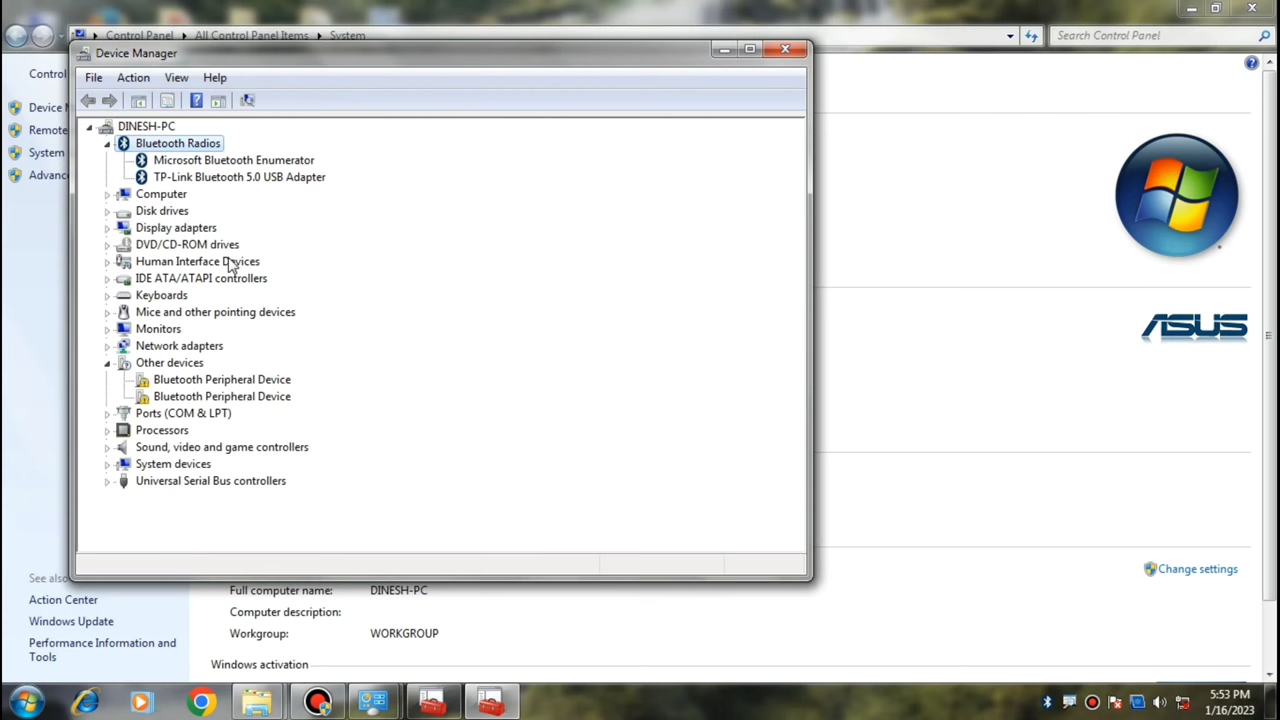 Control Panel
All Control Panel Items
System
Search Control Panel
Device Manager
File Action View Help
DINESH-PC
Bluetooth Radios
Microsoft Bluetooth Enumerator
TP-Link Bluetooth 5.0 USB Adapter
Computer
Disk drives
Display adapters
DVD/CD-ROM drives
Human Interface Devices
IDE ATA/ATAPI controllers
Keyboards
Mice and other pointing devices
Monitors
Network adapters
Other devices
Bluetooth Peripheral Device
Bluetooth Peripheral Device
Ports (COM & LPT)
Processors
Sound, video and game controllers
System devices
Universal Serial Bus controllers
Control
Device M
Remote
System
Advanc
ASUS
Change settings
See also
Action Center
Windows Update
Performance Information and
Tools
Full computer name: DINESH-PC
Computer description:
Workgroup: WORKGROUP
Windows activation
5:53 PM
1/16/2023